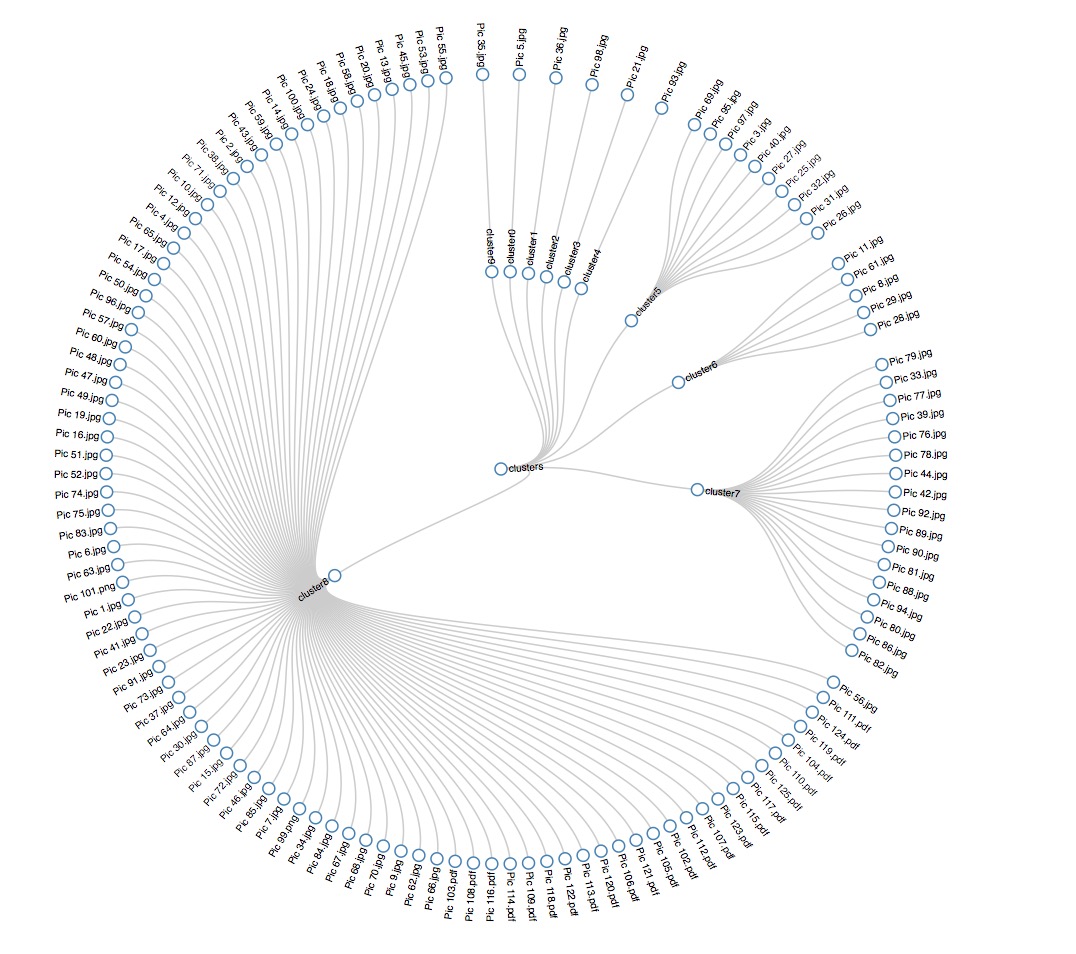 Pic 35.jpg
Pic 5.jpg
Pic 36.jpg
Pic 98.jpg
Pic 21.jpg
Pic 93.jpg
Pic 69.jpg
Pic 95.jpg
Pic 97.jpg
Pic 3.jpg
Pic 40.jpg
Pic 27.jpg
Pic 25.jpg
Pic 32.jpg
Pic 31.jpg
Pic 26.jpg
Pic 11.jpg
Pic 61.jpg
Pic 8.jpg
Pic 29.jpg
Pic 28.jpg
Pic 79.jpg
Pic 33.jpg
Pic 77.jpg
Pic 39.jpg
Pic 76.jpg
Pic 78.jpg
Pic 44.jpg
Pic 42.jpg
Pic 92.jpg
Pic 89.jpg
Pic 90.jpg
Pic 81.jpg
Pic 88.jpg
Pic 94.jpg
Pic 80.jpg
Pic 86.jpg
Pic 82.jpg
Pic 56.jpg
Pic 111.pdf
Pic 124.pdf
Pic 119.pdf
Pic 104.pdf
Pic 110.pdf
Pic 125.pdf
Pic 117.pdf
Pic 115.pdf
Pic 123.pdf
Pic 107.pdf
Pic 112.pdf
Pic 102.pdf
Pic 105.pdf
Pic 121.pdf
Pic 106.pdf
Pic 120.pdf
Pic 113.pdf
Pic 122.pdf
Pic 118.pdf
Pic 109.pdf
Pic 114.pdf
Pic 116.pdf
Pic 108.pdf
Pic 103.pdf
Pic 66.jpg
Pic 62.jpg
Pic 9.jpg
Pic 70.jpg
Pic 68.jpg
Pic 67.jpg
Pic 84.jpg
Pic 34.jpg
Pic 99.png
Pic 7.jpg
Pic 85.jpg
Pic 46.jpg
Pic 72.jpg
Pic 15.jpg
Pic 87.jpg
Pic 30.jpg
Pic 64.jpg
Pic 37.jpg
Pic 73.jpg
Pic 91.jpg
Pic 23.jpg
Pic 41.jpg
Pic 22.jpg
Pic 1.jpg
Pic 101.png
Pic 63.jpg
Pic 6.jpg
Pic 83.jpg
Pic 75.jpg
Pic 74.jpg
Pic 52.jpg
Pic 51.jpg
Pic 16.jpg
Pic 19.jpg
Pic 49.jpg
Pic 47.jpg
Pic 48.jpg
Pic 60.jpg
Pic 57.jpg
Pic 96.jpg
Pic 50.jpg
Pic 54.jpg
Pic 17.jpg
Pic 65.jpg
Pic 4.jpg
Pic 12.jpg
Pic 10.jpg
Pic 71.jpg
Pic 38.jpg
Pic 2.jpg
Pic 43.jpg
Pic 59.jpg
Pic 14.jpg
Pic 100.jpg
Pic 24.jpg
Pic 18.jpg
Pic 58.jpg
Pic 20.jpg
Pic 13.jpg
Pic 45.jpg
Pic 53.jpg
Pic 55.jpg
cluster9
cluster0
cluster1
cluster2
cluster3
cluster4
cluster5
cluster6
clusters
cluster7
cluster8